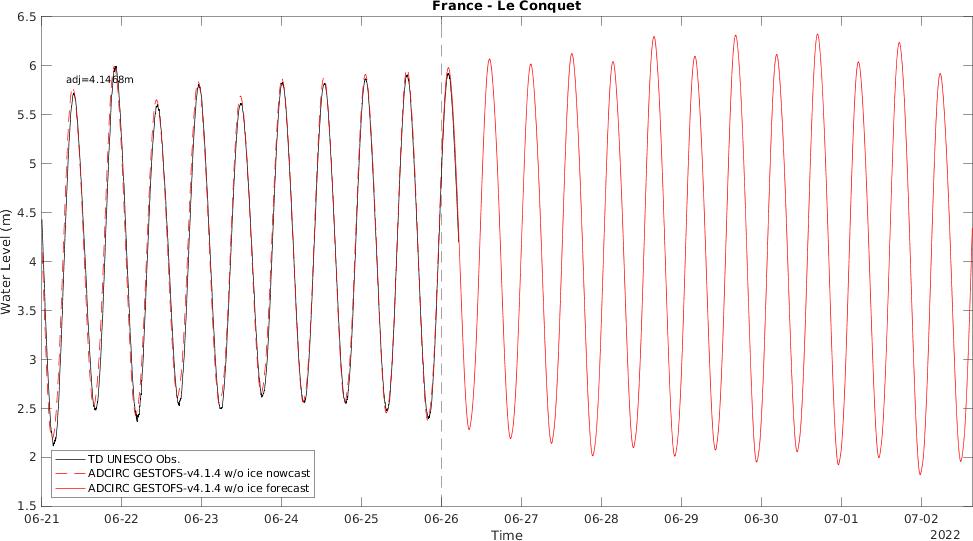 France - Le Conquet
6.5
6
5.5
5
4.5
4
3.5
3
2.5
2
1.5
Water Level (m)
adj=4.1468m
TD UNESCO Obs.
ADCIRC GESTOFS-v4.1.4 w/o ice nowcast
ADCIRC GESTOFS-v4.1.4 w/o ice forecast
06-21 06-22 06-23 06-24 06-25 06-26 06-27 06-28 06-29 06-30 07-01 07-02
Time
2022